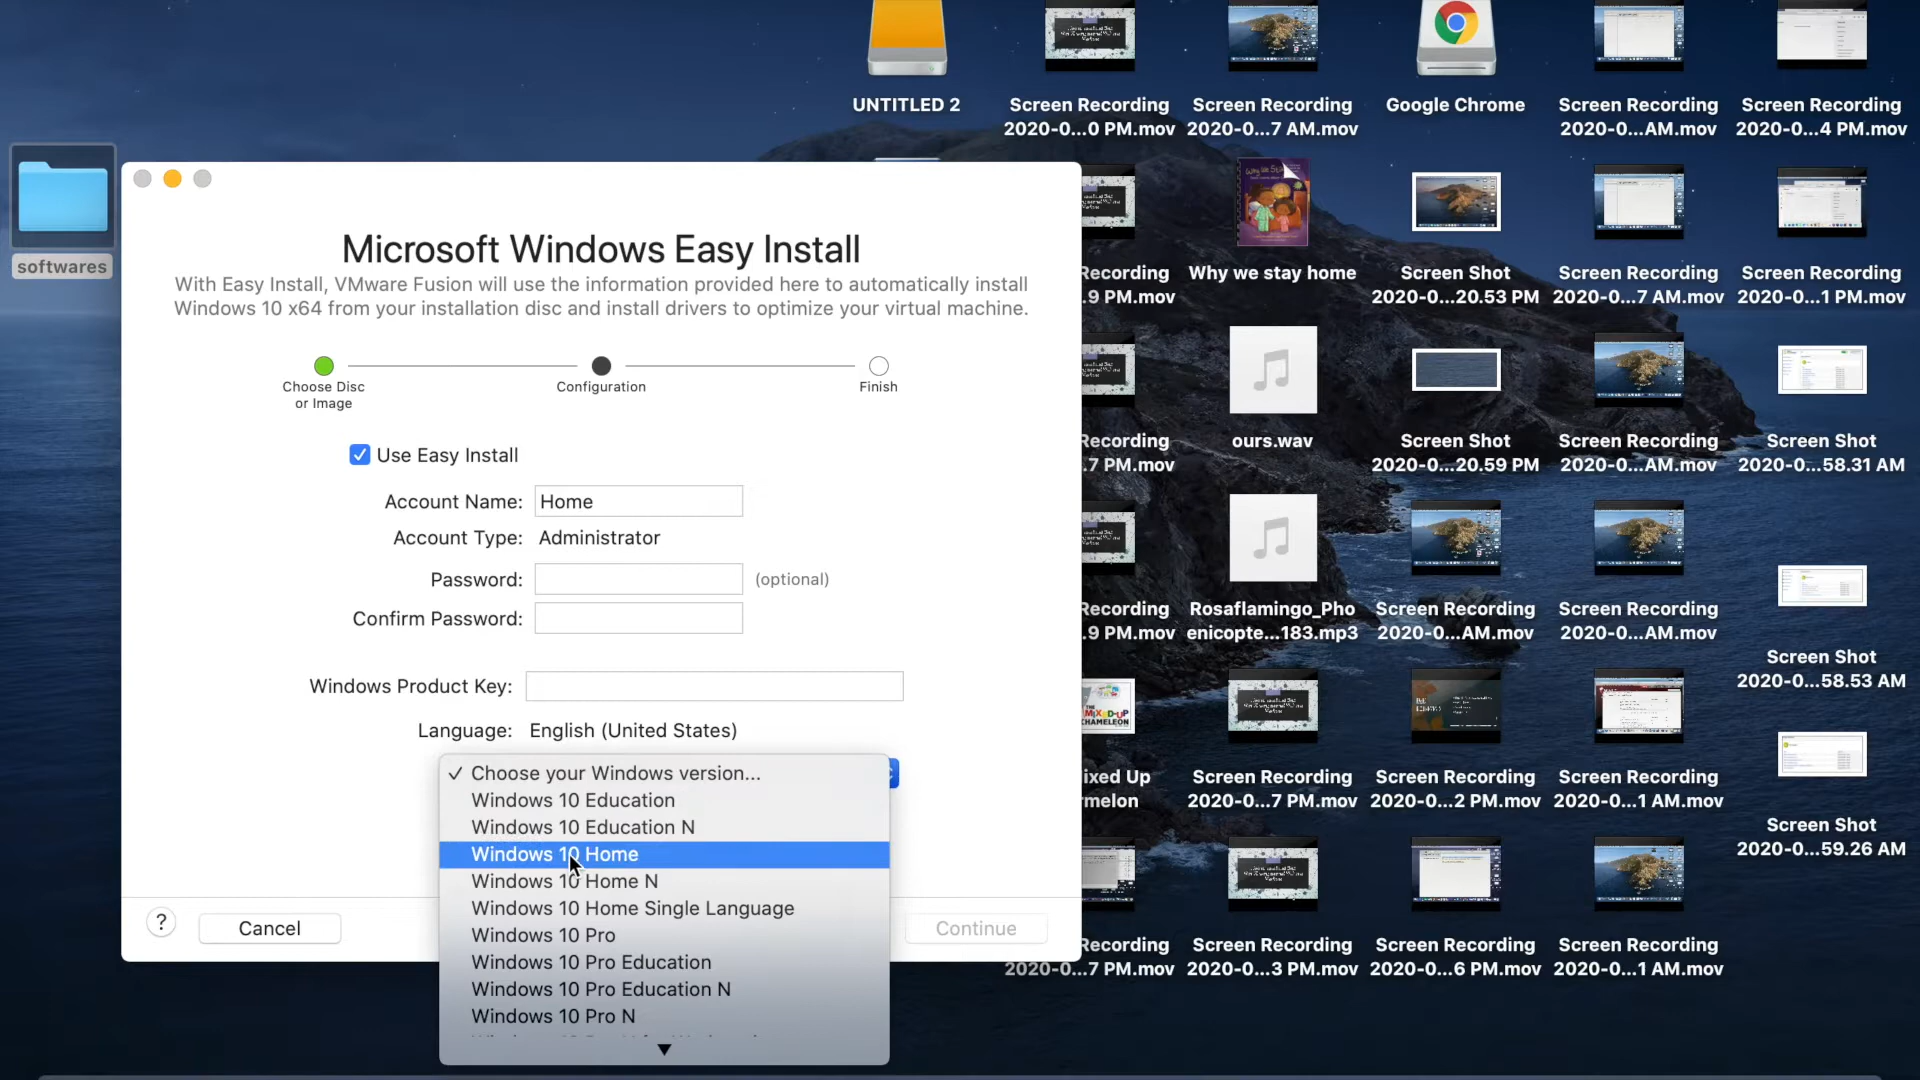 UNTITLED 2
Screen Recording
2020-0...0 PM.mov
Screen Recording
2020-0...7 AM.mov
Google Chrome
Screen Recording
2020-0...AM.mov
Screen Recording
2020-0...4 PM.mov
softwares
Microsoft Windows Easy Install
With Easy Install, VMware Fusion will use the information provided here to automatically install
Windows 10 x64 from your installation disc and install drivers to optimize your virtual machine.
Choose Disc
or Image
Configuration
Finish
Use Easy Install
Account Name: Home
Account Type: Administrator
Password: (optional)
Confirm Password:
Windows Product Key:
Language: English (United States)
✓ Choose your Windows version...
Windows 10 Education
Windows 10 Education N
Windows 10 Home
Windows 10 Home N
Windows 10 Home Single Language
Windows 10 Pro
Windows 10 Pro Education
Windows 10 Pro Education N
Windows 10 Pro N
?
Cancel
Continue
Recording
.9 PM.mov
Why we stay home
Screen Shot
2020-0...20.53 PM
Screen Recording
2020-0...7 AM.mov
Screen Recording
2020-0...1 PM.mov
Recording
.7 PM.mov
ours.wav
Screen Shot
2020-0...20.59 PM
Screen Recording
2020-0...AM.mov
Screen Shot
2020-0...58.31 AM
Recording
.9 PM.mov
Rosaflamingo_Pho
enicopte...183.mp3
Screen Recording
2020-0...AM.mov
Screen Recording
2020-0...AM.mov
Screen Shot
2020-0...58.53 AM
THE
MIXED-UP
CHAMELEON
ixed Up
melon
Screen Recording
2020-0...7 PM.mov
Screen Recording
2020-0...2 PM.mov
Screen Recording
2020-0...1 AM.mov
Screen Shot
2020-0...59.26 AM
Recording
2020-0...7 PM.mov
Screen Recording
2020-0...3 PM.mov
Screen Recording
2020-0...6 PM.mov
Screen Recording
2020-0...1 AM.mov